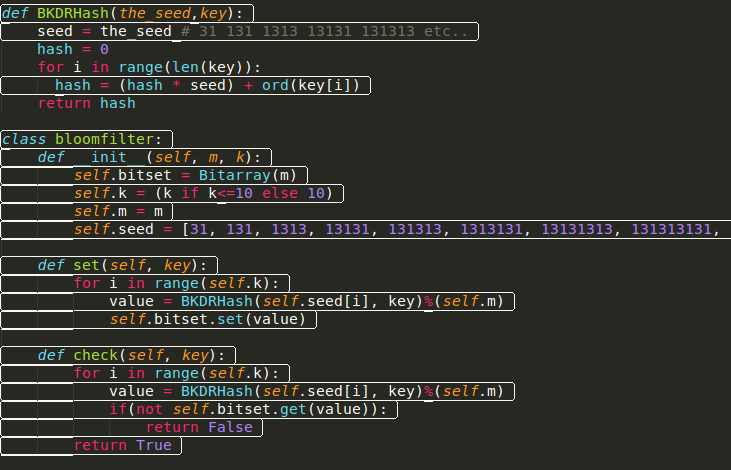 def BKDRHash(the_seed,key):
    seed = the_seed # 31 131 1313 13131 131313 etc..
    hash = 0
    for i in range(len(key)):
      hash = (hash * seed) + ord(key[i])
    return hash
class bloomfilter:
    def __init__(self, m, k):
        self.bitset = Bitarray(m)
        self.k = (k if k<=10 else 10)
        self.m = m
        self.seed = [31, 131, 1313, 13131, 131313, 1313131, 13131313, 131313131,
    def set(self, key):
        for i in range(self.k):
            value = BKDRHash(self.seed[i], key)%(self.m)
            self.bitset.set(value)
    def check(self, key):
        for i in range(self.k):
            value = BKDRHash(self.seed[i], key)%(self.m)
            if(not self.bitset.get(value)):
                return False
        return True